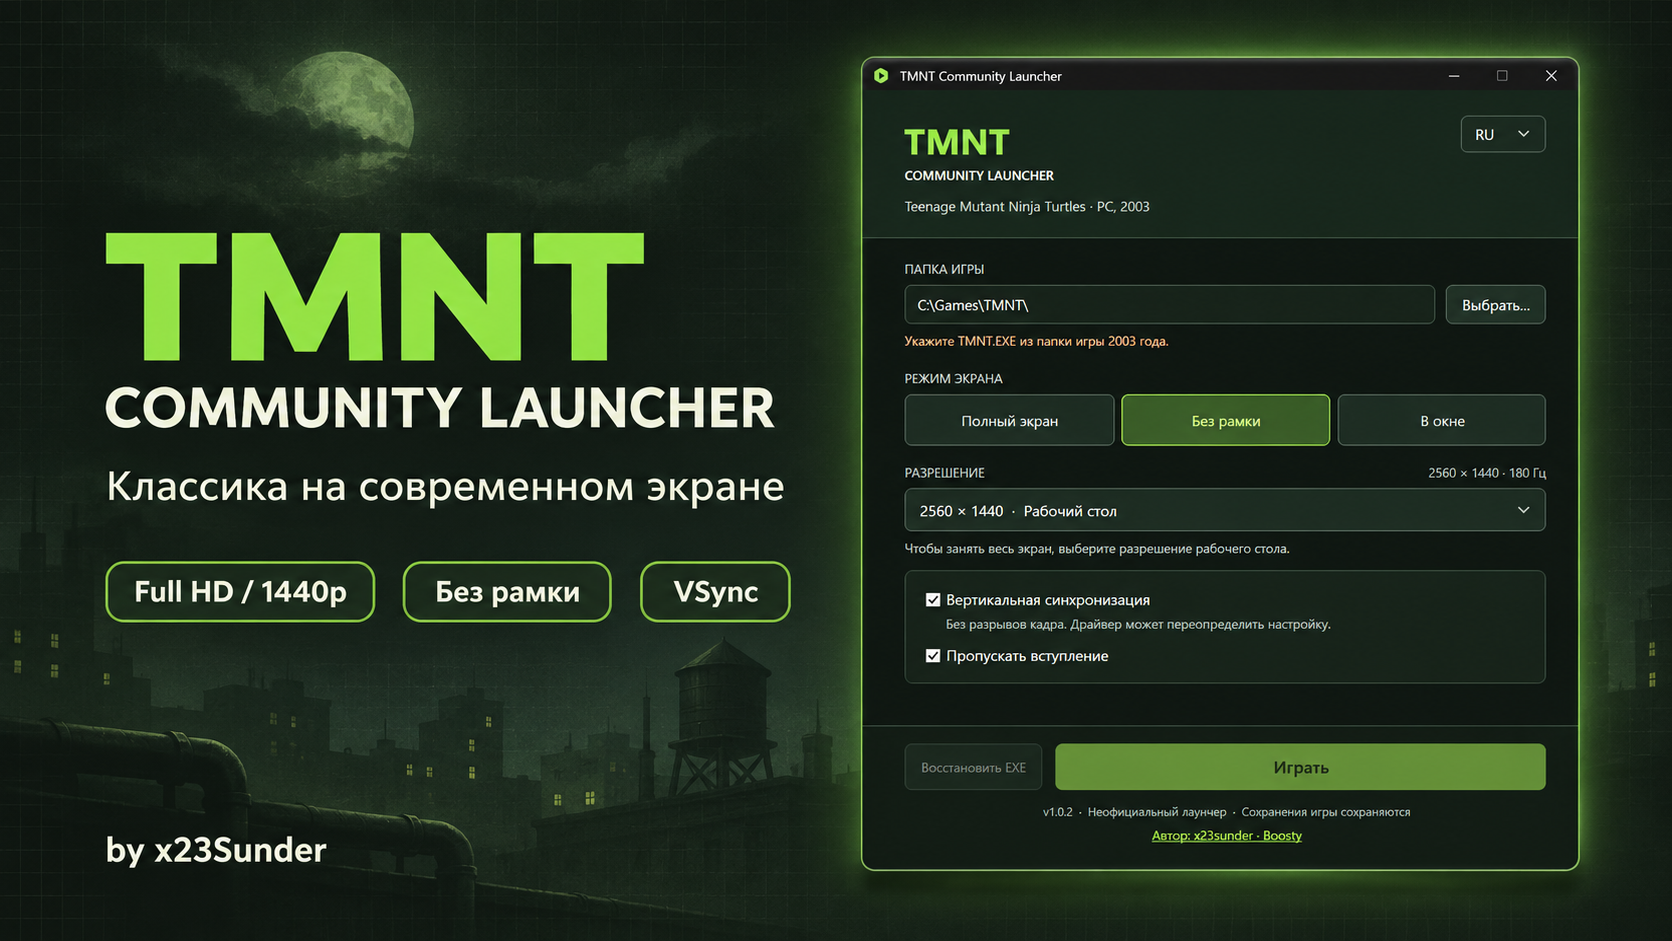 TMNT
COMMUNITY LAUNCHER
Классика на современном экране
Full HD / 1440p
Без рамки
VSync
by x23Sunder
TMNT Community Launcher
TMNT
COMMUNITY LAUNCHER
Teenage Mutant Ninja Turtles · PC, 2003
RU
ПАПКА ИГРЫ
C:\Games\TMNT\
Выбрать...
Укажите TMNT.EXE из папки игры 2003 года.
РЕЖИМ ЭКРАНА
Полный экран
Без рамки
В окне
РАЗРЕШЕНИЕ
2560 × 1440 · 180 Гц
2560 × 1440 · Рабочий стол
Чтобы занять весь экран, выберите разрешение рабочего стола.
Вертикальная синхронизация
Без разрывов кадра. Драйвер может переопределить настройку.
Пропускать вступление
Восстановить EXE
Играть
v1.0.2 · Неофициальный лаунчер · Сохранения игры сохраняются
Автор: x23sunder · Boosty